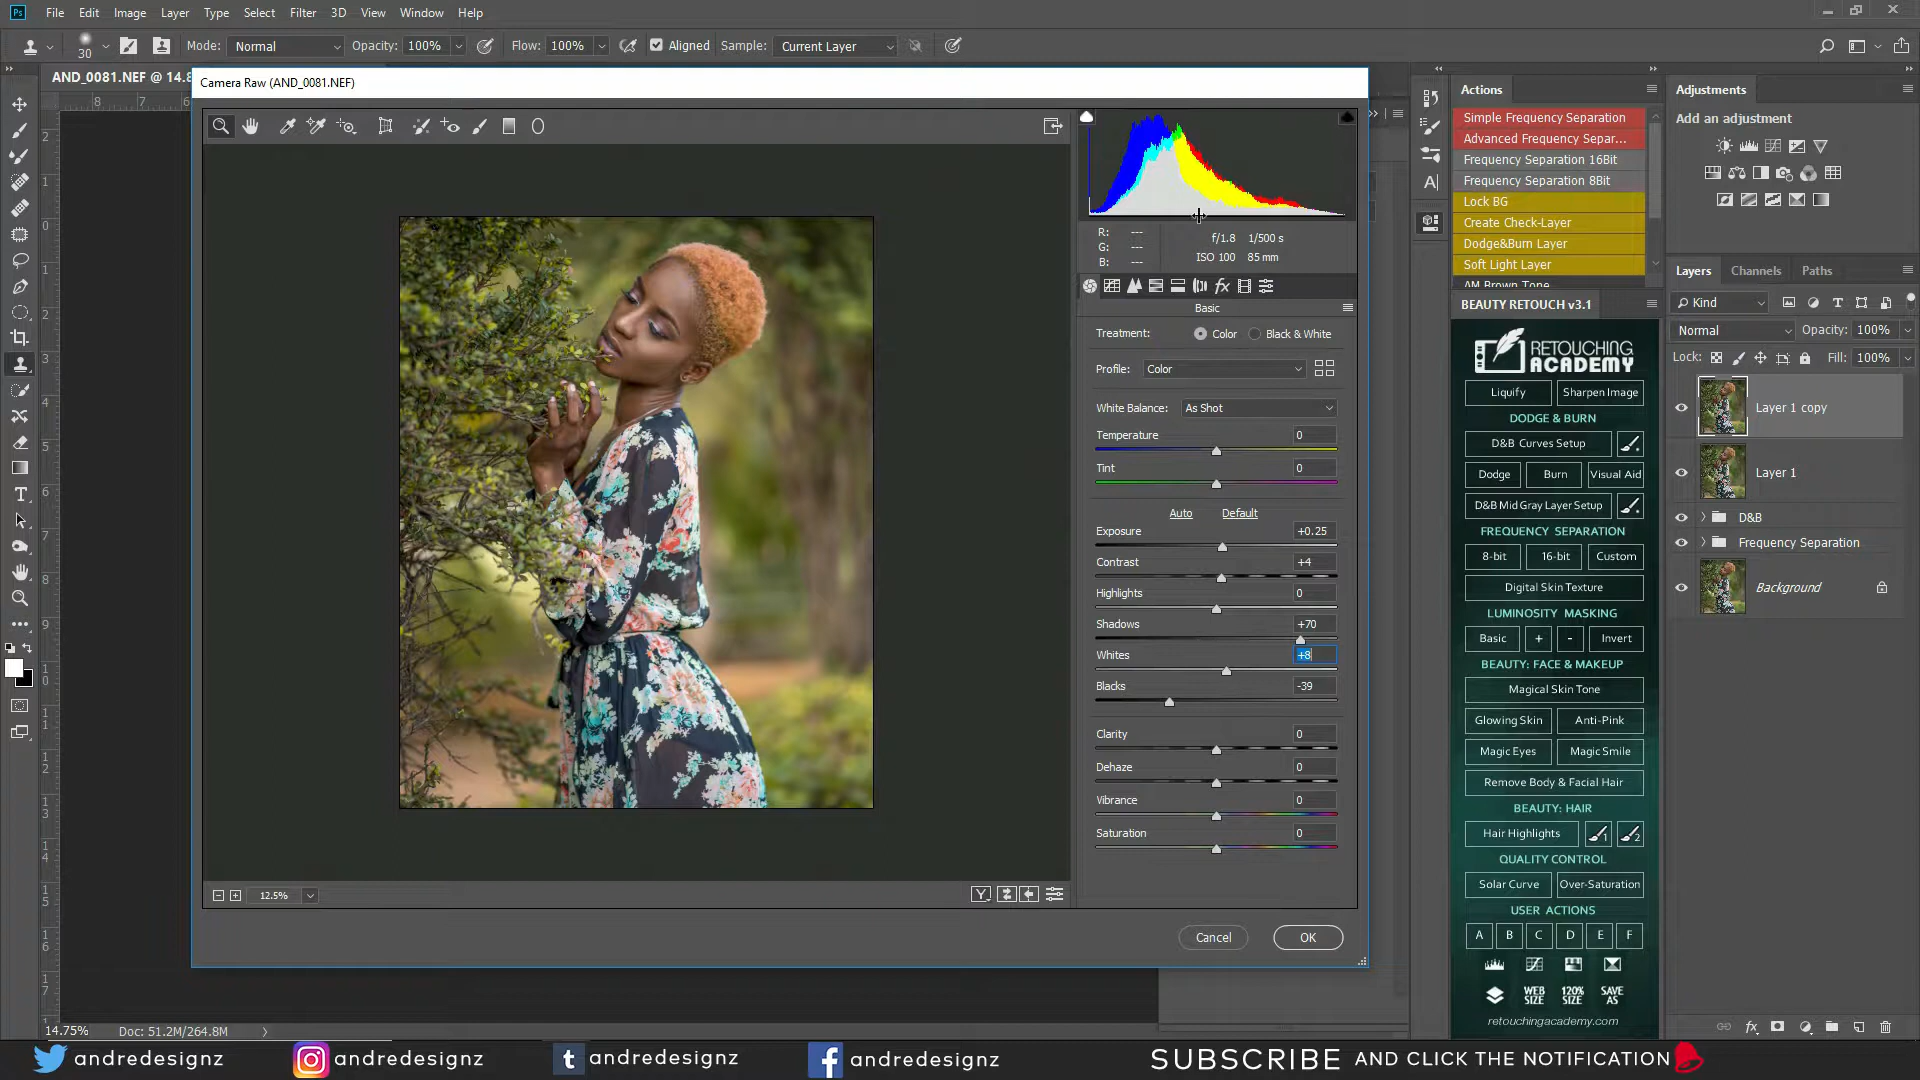 Ps File Edit Image Layer Type Select Filter 3D View Window Help
30 Mode: Normal Opacity: 100% Flow: 100% Aligned Sample: Current Layer
AND_0081.NEF @ 14.8
Camera Raw (AND_0081.NEF)
R: ---
G: ---
B: ---
f/1.8 1/500 s
ISO 100 85 mm
Basic
Treatment: Color Black & White
Profile: Color
White Balance: As Shot
Temperature 0
Tint 0
Auto Default
Exposure +0.25
Contrast +4
Highlights 0
Shadows +70
Whites +8
Blacks -39
Clarity 0
Dehaze 0
Vibrance 0
Saturation 0
12.5%
Y
Cancel OK
14.75% Doc: 51.2M/264.8M
Actions
Simple Frequency Separation
Advanced Frequency Separ...
Frequency Separation 16Bit
Frequency Separation 8Bit
Lock BG
Create Check-Layer
Dodge&Burn Layer
Soft Light Layer
AM Brown Tone
BEAUTY RETOUCH v3.1
RETOUCHING
ACADEMY
Liquify Sharpen Image
DODGE & BURN
D&B Curves Setup
Dodge Burn Visual Aid
D&B Mid Gray Layer Setup
FREQUENCY SEPARATION
8-bit 16-bit Custom
Digital Skin Texture
LUMINOSITY MASKING
Basic + - Invert
BEAUTY: FACE & MAKEUP
Magical Skin Tone
Glowing Skin Anti-Pink
Magic Eyes Magic Smile
Remove Body & Facial Hair
BEAUTY: HAIR
Hair Highlights 1 2
QUALITY CONTROL
Solar Curve Over-Saturation
USER ACTIONS
A B C D E F
WEB SIZE 120% SIZE SAVE AS
retouchingacademy.com
Adjustments
Add an adjustment
Layers Channels Paths
Kind
Normal Opacity: 100%
Lock: Fill: 100%
Layer 1 copy
Layer 1
D&B
Frequency Separation
Background
andredesignz andredesignz andredesignz andredesignz SUBSCRIBE AND CLICK THE NOTIFICATION